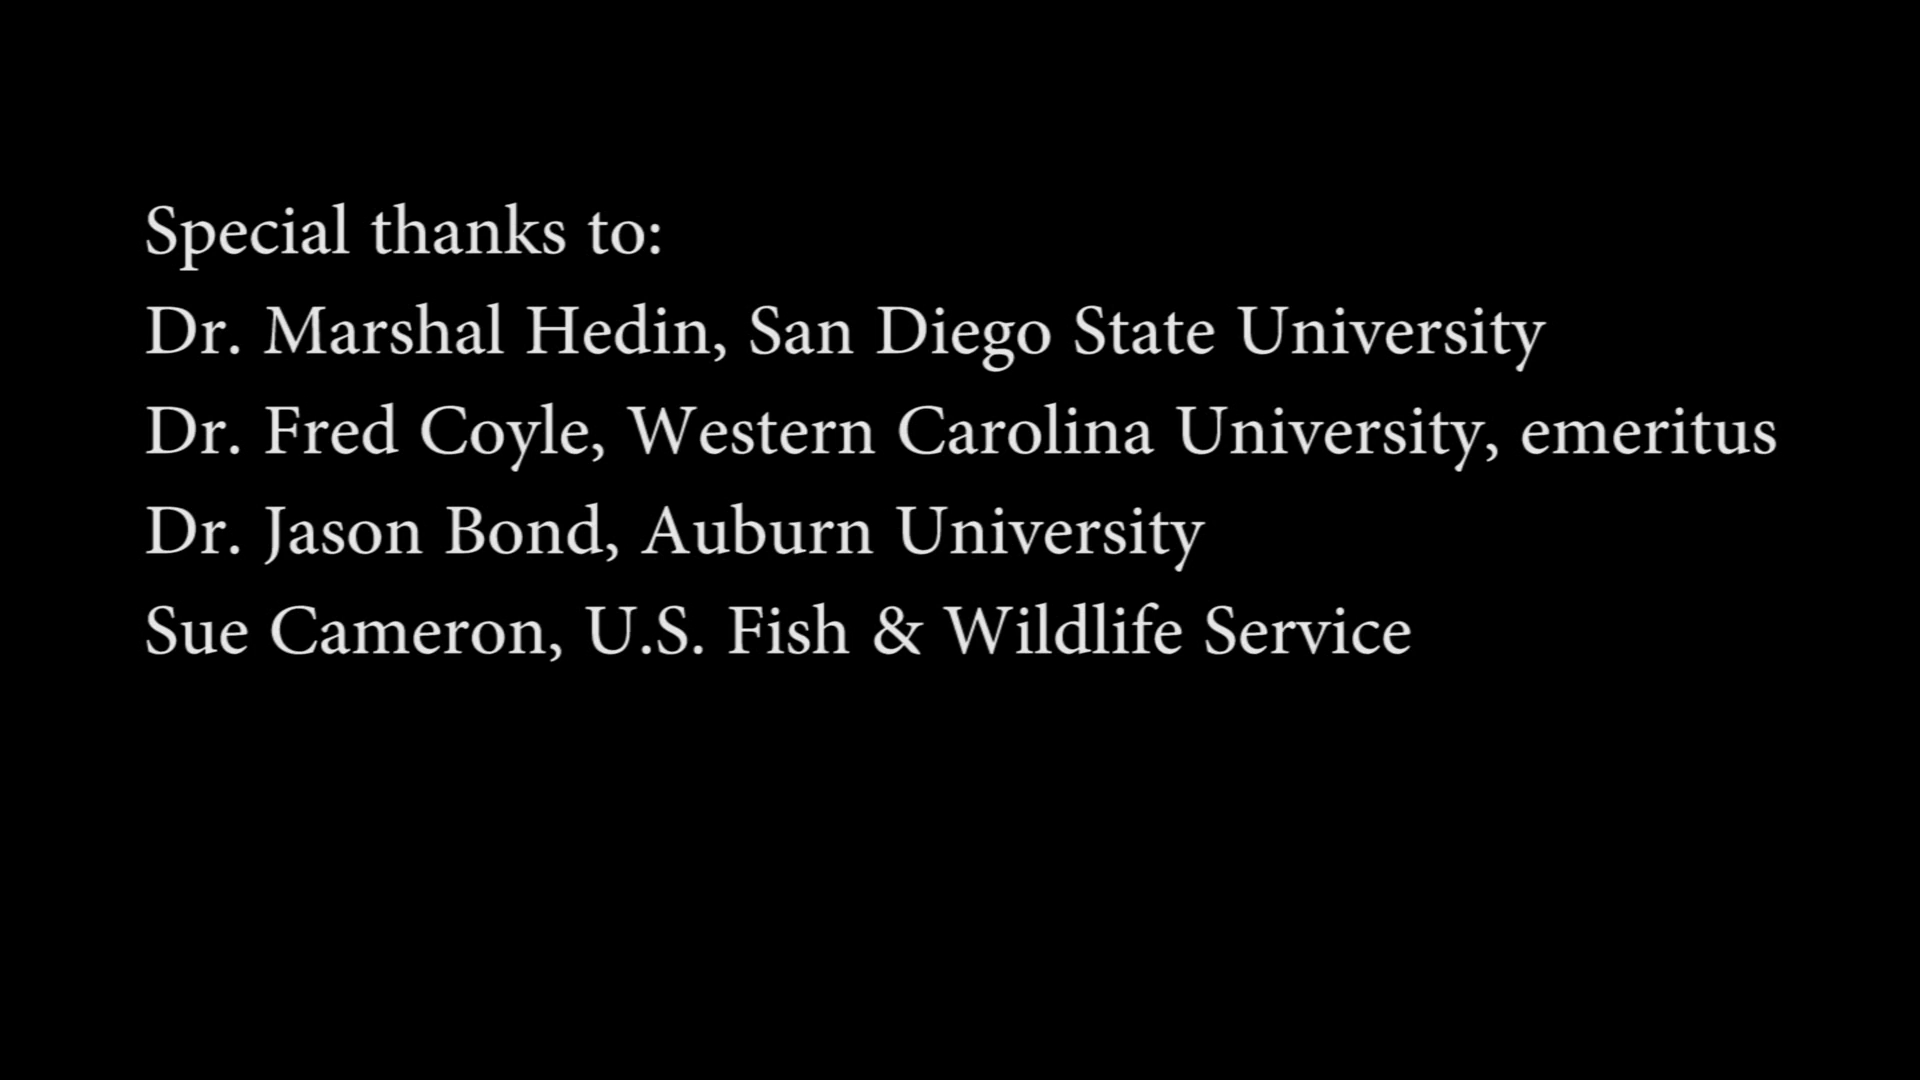 Special thanks to:
Dr. Marshal Hedin, San Diego State University
Dr. Fred Coyle, Western Carolina University, emeritus
Dr. Jason Bond, Auburn University
Sue Cameron, U.S. Fish & Wildlife Service